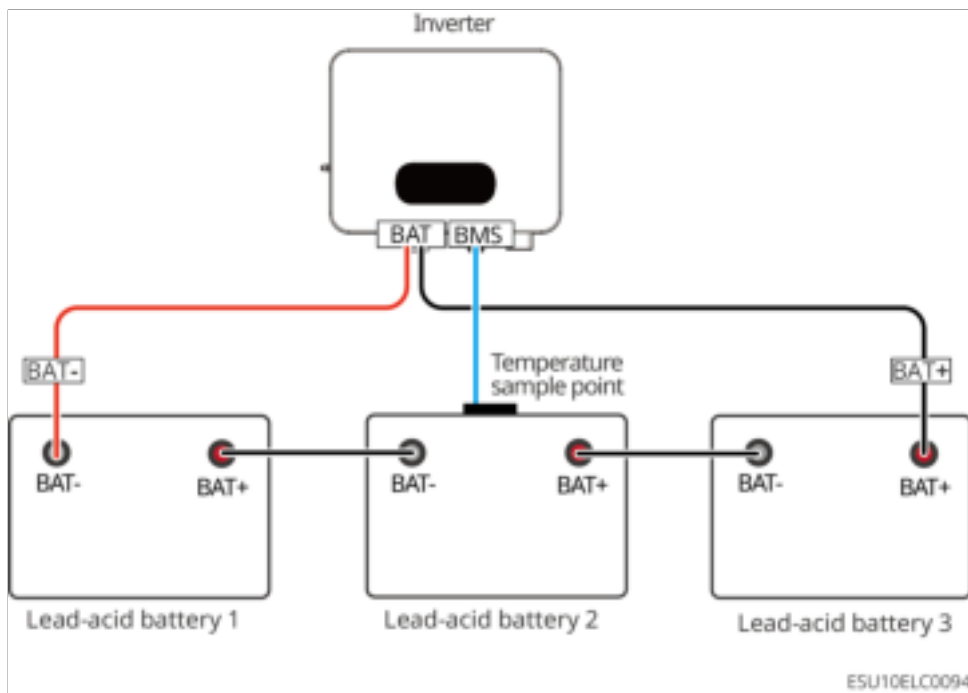 Inverter
BAT BMS
BAT-
Temperature
sample point
BAT+
BAT-
BAT+
BAT-
BAT+
BAT-
BAT+
Lead-acid battery 1
Lead-acid battery 2
Lead-acid battery 3
ESU10ELC0094